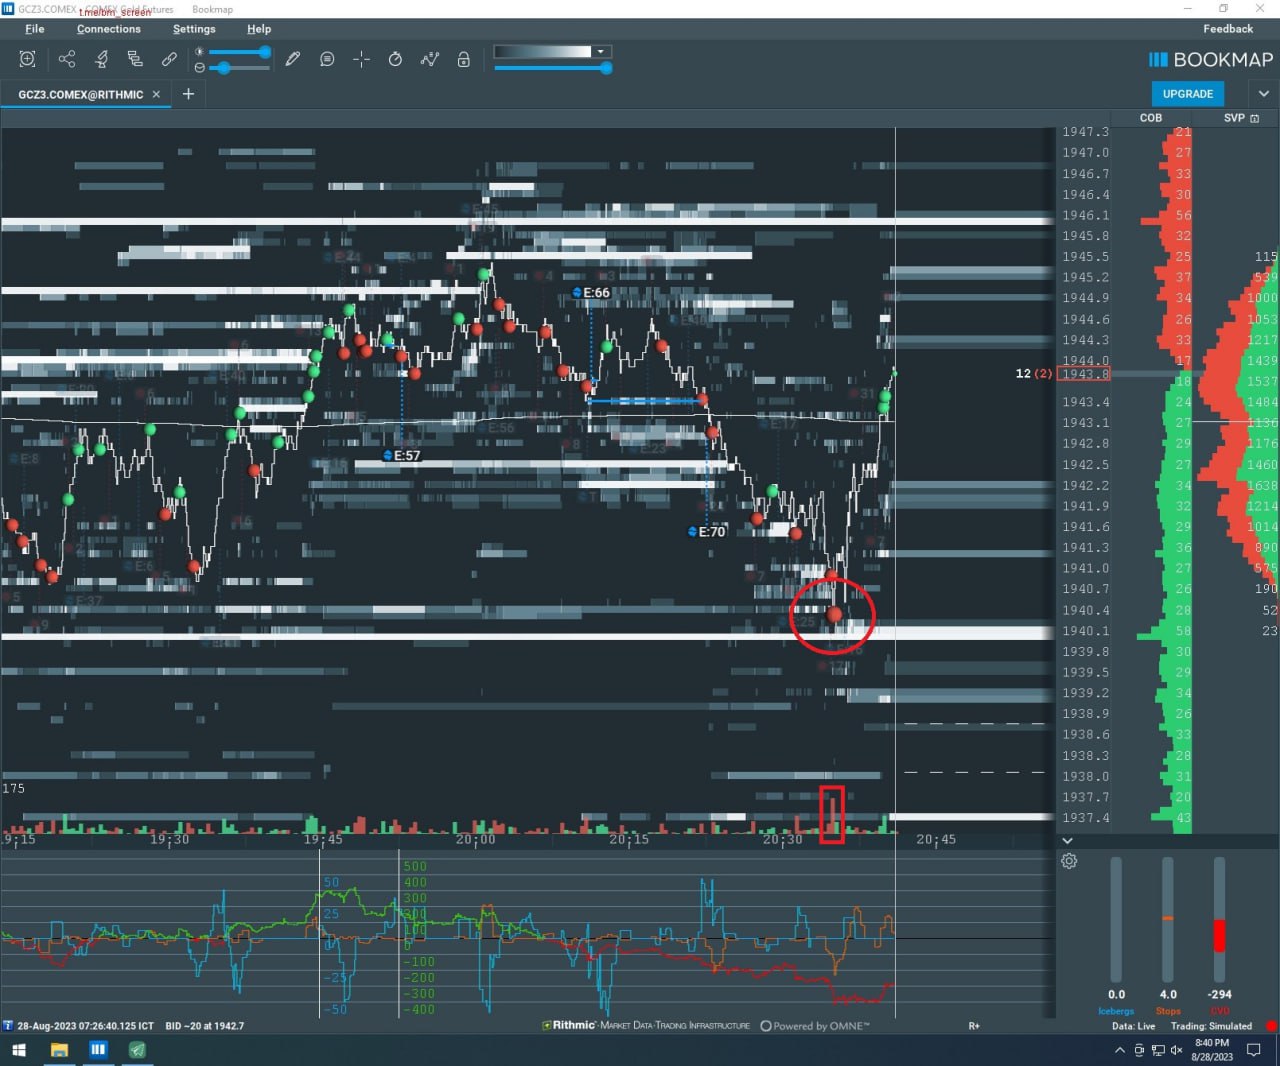 GCZ3.COMEX - COMEX Gold Futures Bookmap
t.me/bm_screen
File Connections Settings Help Feedback
BOOKMAP
GCZ3.COMEX@RITHMIC × + UPGRADE
COB SVP
1947.3 21
1947.0 27
1946.7 33
1946.4 30
1946.1 56
1945.8 32
1945.5 25 115
1945.2 37 539
1944.9 34 1000
1944.6 26 1053
1944.3 33 1217
1944.0 17 1439
12 (2) 1943.8 18 1537
1943.4 24 1484
1943.1 27 1136
1942.8 29 1176
1942.5 27 1460
1942.2 34 1638
1941.9 32 1214
1941.6 29 1014
1941.3 36 890
1941.0 27 575
1940.7 26 190
1940.4 28 52
1940.1 58 23
1939.8 30
1939.5 29
1939.2 34
1938.9 26
1938.6 33
1938.3 28
1938.0 31
1937.7 20
1937.4 43
E:66
E:57
E:70
E:8
E:37
E:6
E:56
E:23
E:17
E:25
175
19:15 19:30 19:45 20:00 20:15 20:30 20:45
500
50 400
300
25
-100
-25 -200
-300
-50 -400
0.0 4.0 -294
Icebergs Stops CVD
28-Aug-2023 07:26:40.125 ICT BID ~20 at 1942.7 Rithmic - MARKET DATA-TRADING INFRASTRUCTURE Powered by OMNE™ R+ Data: Live Trading: Simulated
8:40 PM
8/28/2023